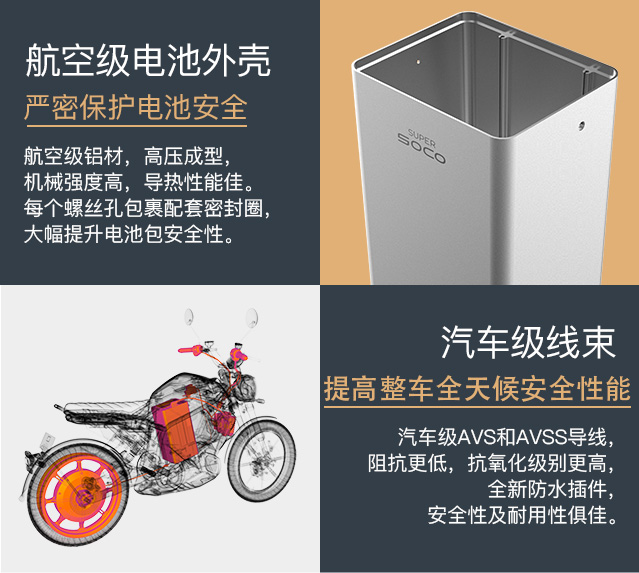 航空级电池外壳
严密保护电池安全
航空级铝材，高压成型，
机械强度高，导热性能佳。
每个螺丝孔包裹配套密封圈，
大幅提升电池包安全性。
SUPER
SOCO
汽车级线束
提高整车全天候安全性能
汽车级AVS和AVSS导线，
阻抗更低，抗氧化级别更高，
全新防水插件，
安全性及耐用性俱佳。